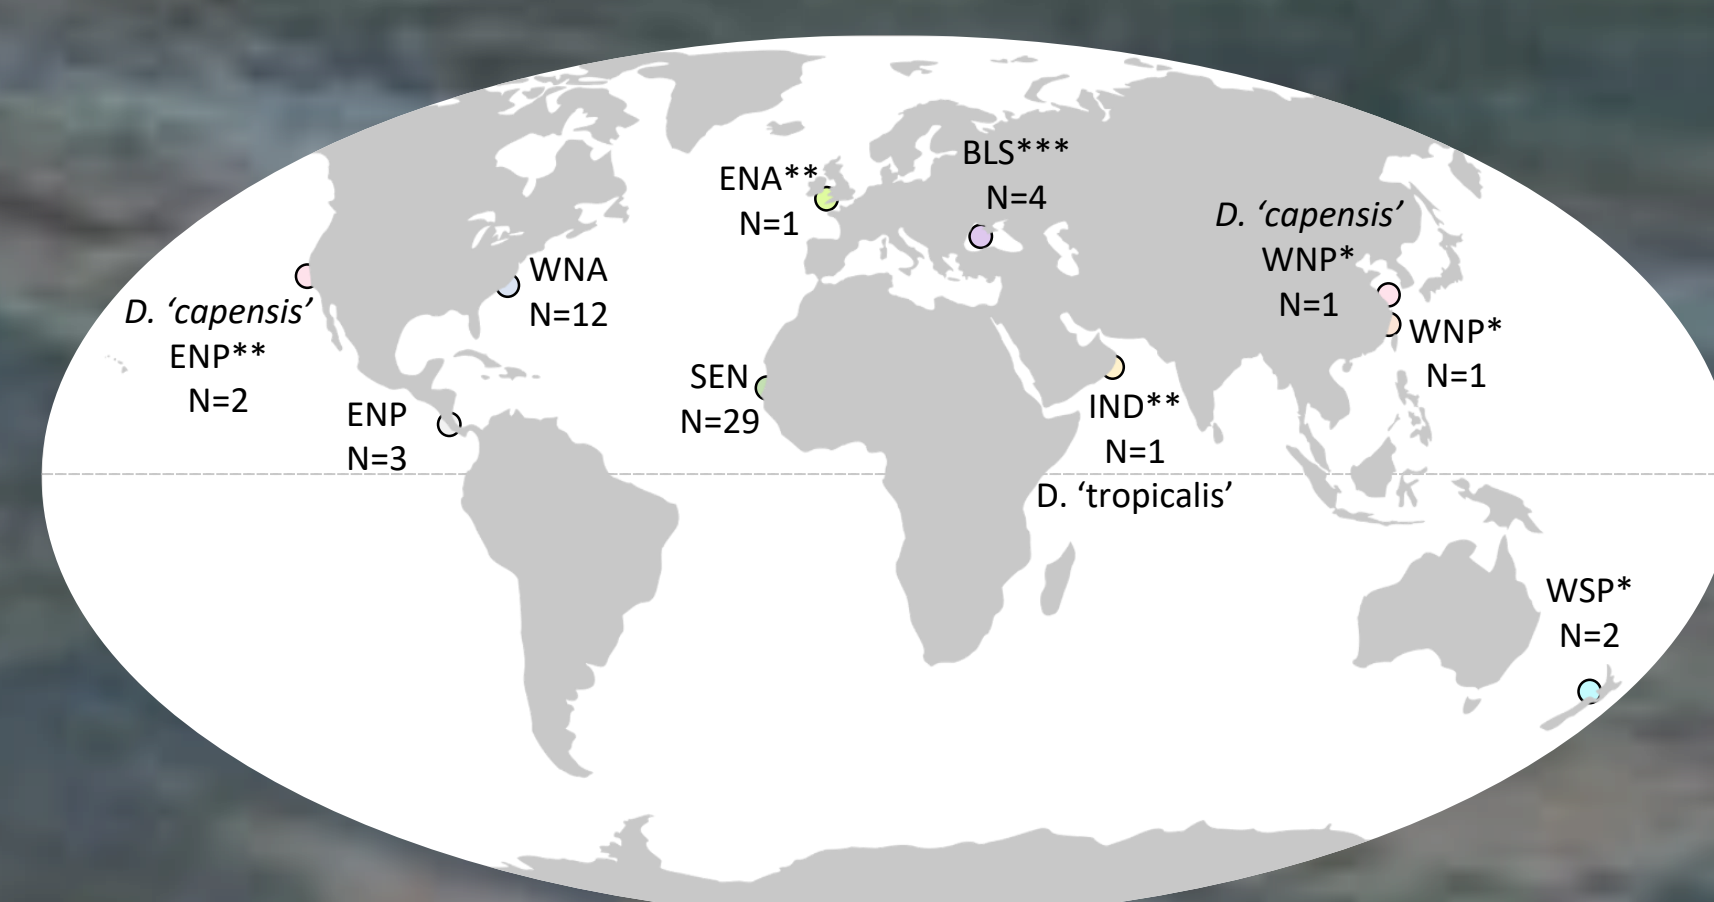 BLS***
N=4
ENA**
N=1
D. ‘capensis’
WNP*
N=1
WNA
N=12
D. ‘capensis’
ENP**
N=2
WNP*
N=1
SEN
N=29
IND**
N=1
D. ‘tropicalis’
ENP
N=3
WSP*
N=2